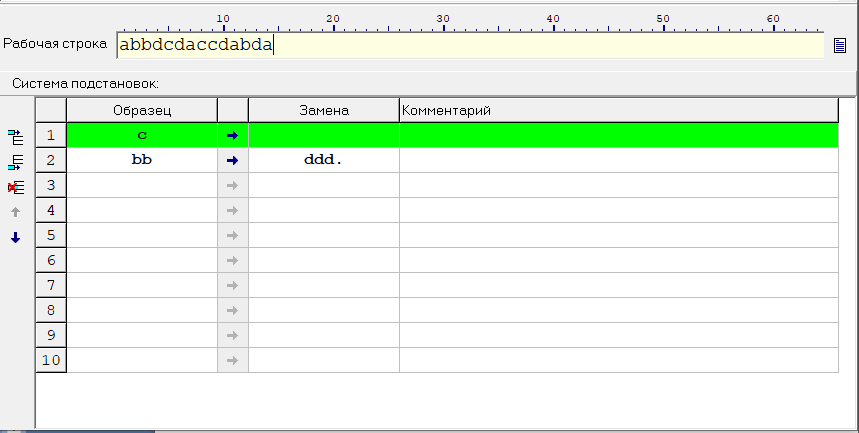 10 20 30 40 50 60
Рабочая строка abbdcdaccdabda
Система подстановок:
Образец Замена Комментарий
1 c ➔
2 bb ➔ ddd.
3 ➔
4 ➔
5 ➔
6 ➔
7 ➔
8 ➔
9 ➔
10 ➔